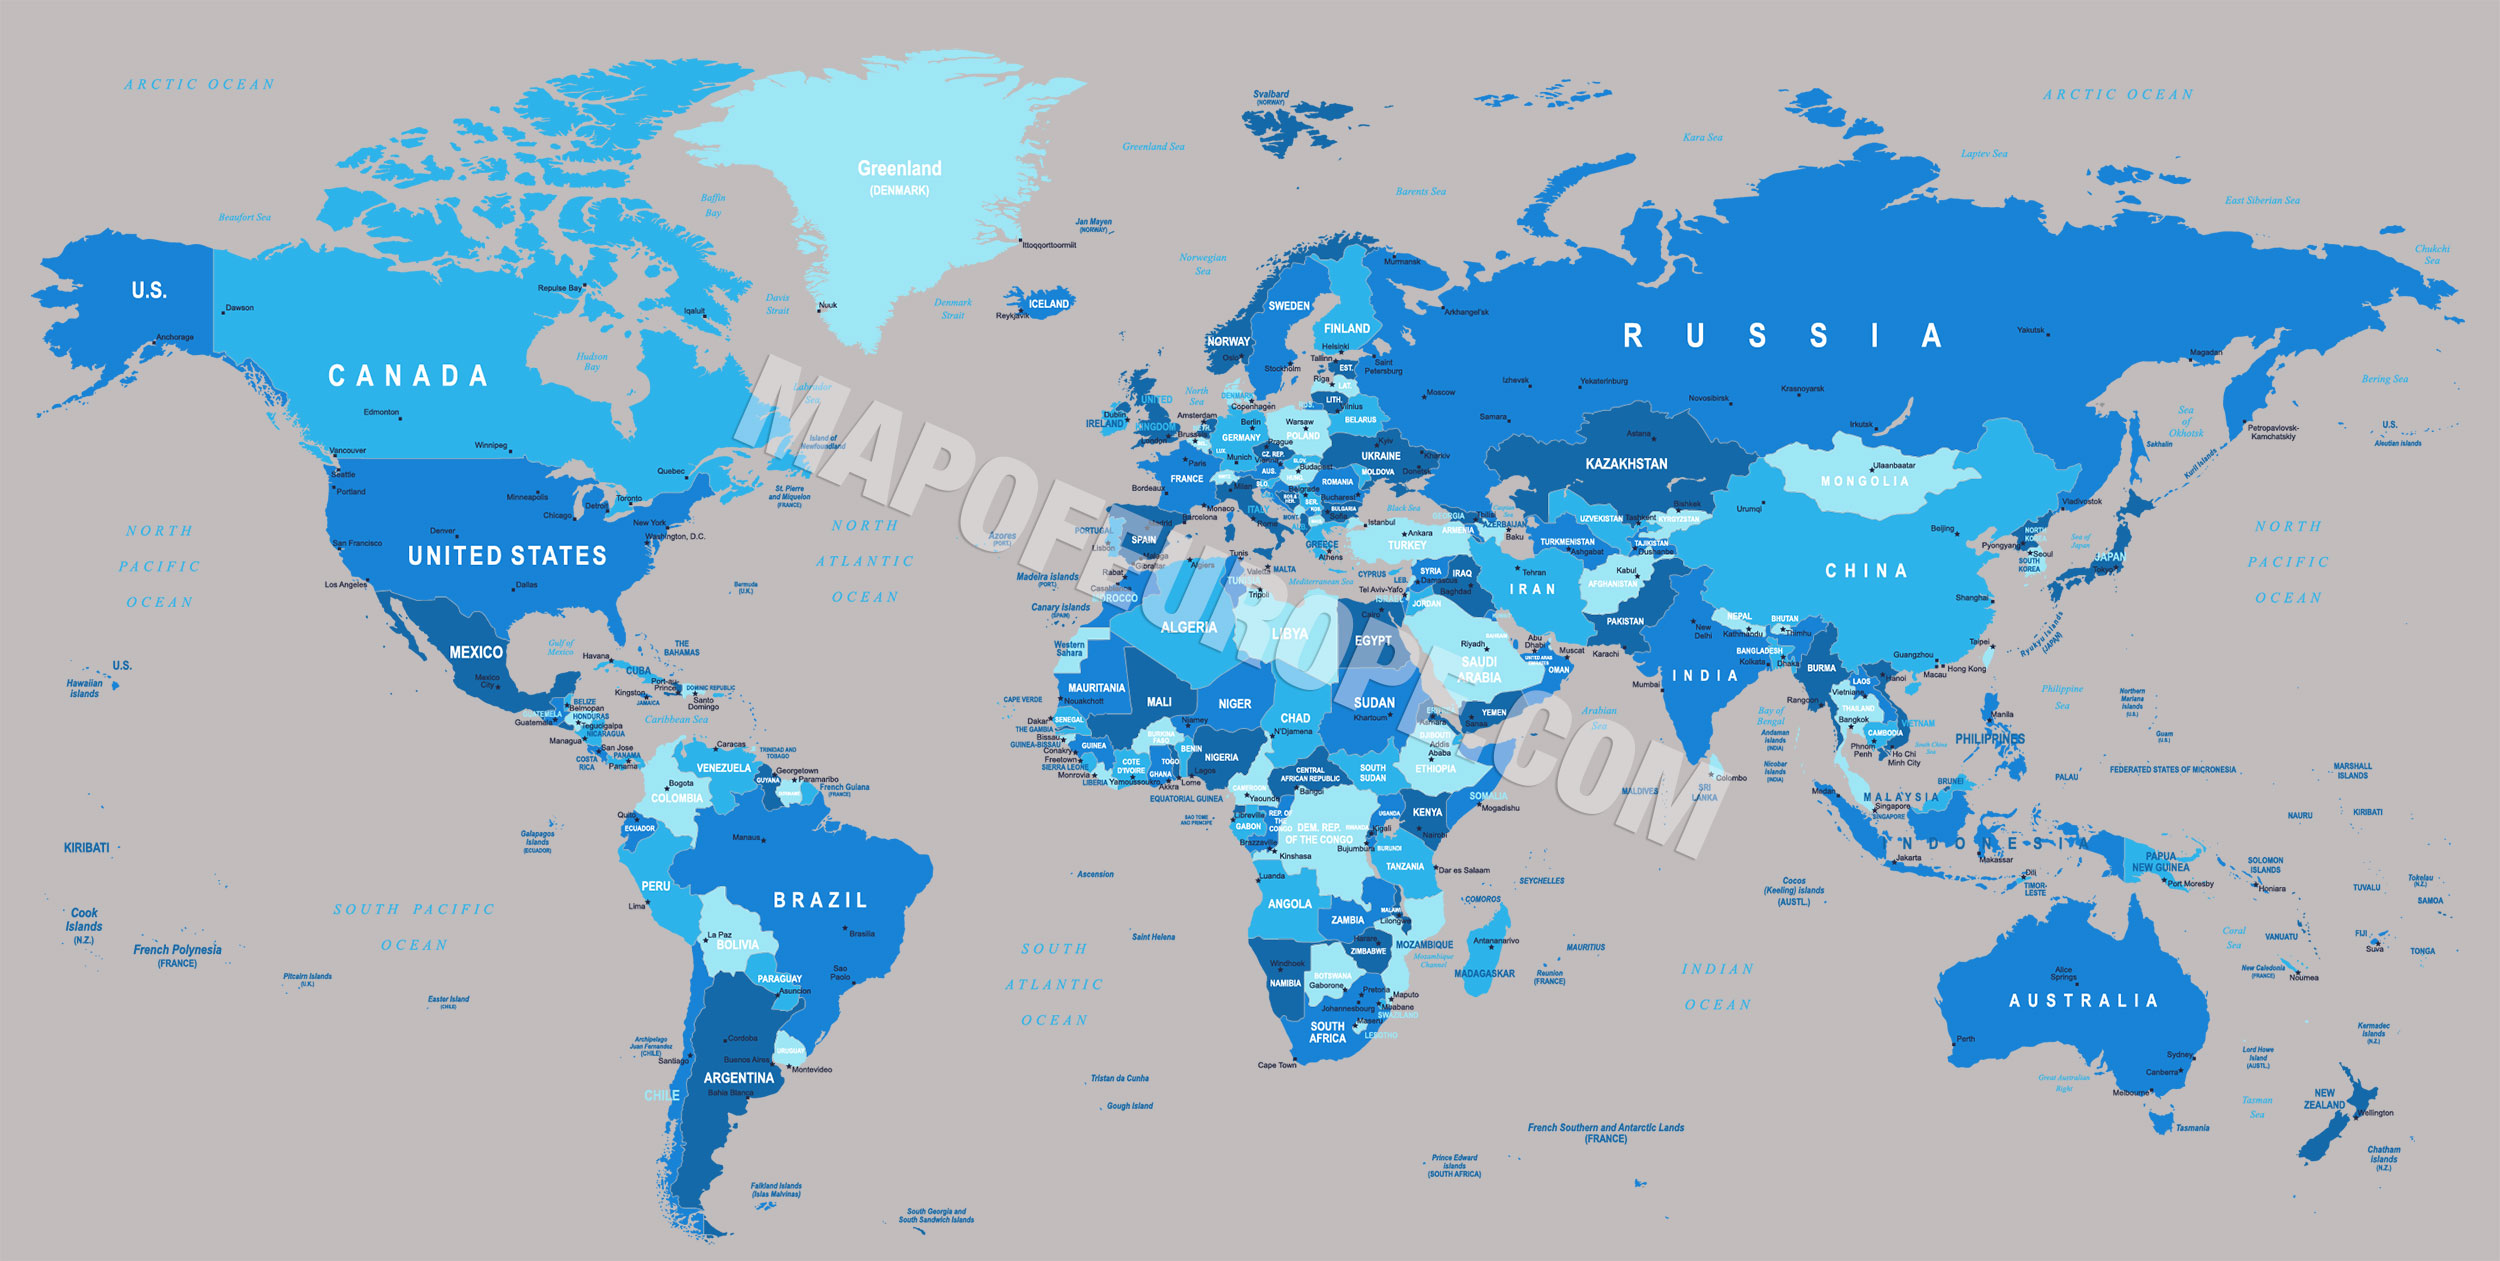 ARCTIC OCEAN
ARCTIC OCEAN
Svalbard
(NORWAY)
Greenland Sea
Kara Sea
Laptev Sea
Barents Sea
East Siberian Sea
Beaufort Sea
Baffin
Bay
Greenland
(DENMARK)
Jan Mayen
(NORWAY)
Ittoqqortoormiit
Norwegian
Sea
Murmansk
Chukchi
Sea
U.S.
Anchoraga
Dawson
Repulse Bay
Iqaluit
Davis
Strait
Nuuk
Denmark
Strait
ICELAND
Reykjavik
SWEDEN
FINLAND
NORWAY
Oslo
Helsinki
Tallinn
Stockholm
Saint
Petersburg
Arkhangel'sk
RUSSIA
Yakutsk
Magadan
Bering Sea
CANADA
Hudson
Bay
Labrador
Sea
Edmonton
Winnipeg
Vancouver
Quebec
Island of
Newfoundland
St. Pierre
and Miquelon
(FRANCE)
EST.
Riga
LAT.
LITH.
Vilnius
Moscow
Izhevsk
Yekaterinburg
Krasnoyarsk
Novosibirsk
Samara
Irkutsk
Sea
of
Okhotsk
Petropavlovsk-
Kamchatskiy
U.S.
Aleutian islands
Sakhalin
Kuril Islands
North
Sea
DENMARK
Copenhagen
UNITED
KINGDOM
Dublin
IRELAND
London
Amsterdam
NETH.
Brussels
Berlin
GERMANY
Warsaw
POLAND
BELARUS
Prague
CZ. REP.
LUX.
Munich
Vienna
AUS.
SLOV.
Budapest
HUNG.
Kyiv
UKRAINE
Kharkiv
Donetsk
MOLDOVA
ROMANIA
Bucharest
Paris
FRANCE
Bordeaux
Milan
SLO.
Belgrade
BOS &
HER.
SER.
MONT.
KOS.
BULGARIA
Sofia
Monaco
ITALY
Rome
Barcelona
Madrid
SPAIN
PORTUGAL
Lisbon
Malaga
Gibraltar
GREECE
Athens
Black Sea
Istanbul
Ankara
TURKEY
GEORGIA
Tbilisi
ARMENIA
AZERBAIJAN
Baku
Caspian
Sea
Astana
KAZAKHSTAN
Ulaanbaatar
MONGOLIA
UZVEKISTAN
Tashkent
Bishkek
KYRGYZSTAN
Urumqi
TURKMENISTAN
Ashgabat
TAJIKISTAN
Dushanbe
Beijing
Vladivostok
NORTH
KOREA
Pyongyang
Seoul
SOUTH
KOREA
Sea of
Japan
JAPAN
Tokyo
CHINA
Shanghai
Seattle
Portland
Minneapolis
Toronto
Detroit
Chicago
New York
Washington, D.C.
Denver
San Francisco
UNITED STATES
Los Angeles
Dallas
NORTH
PACIFIC
OCEAN
NORTH
ATLANTIC
OCEAN
NORTH
PACIFIC
OCEAN
Azores
(PORT.)
Bermuda
(U.K.)
Madeira islands
(PORT.)
Canary Islands
(SPAIN)
Rabat
Casablanca
MOROCCO
Algiers
ALGERIA
Tunis
TUNISIA
Valetta
MALTA
Tripoli
LIBYA
Mediterranean Sea
CYPRUS
LEB.
SYRIA
Damascus
Tel Aviv-Yafo
ISRAEL
JORDAN
IRAQ
Baghdad
Tehran
IRAN
Kabul
AFGHANISTAN
Cairo
EGYPT
Riyadh
SAUDI
ARABIA
BAHRAIN
Abu
Dhabi
UNITED ARAB
EMIRATES
Muscat
OMAN
PAKISTAN
Karachi
New
Delhi
NEPAL
Kathmandu
BHUTAN
Thimhu
BANGLADESH
Dhaka
Kolkata
INDIA
Mumbai
BURMA
Rangoon
Guangzhou
Macau
Hong Kong
Taipei
Ryukyu Islands
(JAPAN)
LAOS
Hanoi
Vietniane
THAILAND
Bangkok
VIETNAM
CAMBODIA
Phnom
Penh
Ho Chi
Minh City
South China
Sea
Manila
PHILIPPINES
Philippine
Sea
Northern
Mariana
Islands
(U.S.)
Guam
(U.S.)
Gulf of
Mexico
MEXICO
Mexico
City
THE
BAHAMAS
Havana
CUBA
Port-au-
Prince
DOMINIC REPUBLIC
Santo
Domingo
Kingston
JAMAICA
BELIZE
Belmopan
GUATEMELA
Guatemala
HONDURAS
Tegucigalpa
NICARAGUA
Managua
San Jose
COSTA
RICA
PANAMA
Panama
Caribbean Sea
U.S.
Hawaiian
islands
Western
Sahara
MAURITANIA
Nouakchott
MALI
NIGER
Niamey
CHAD
N'Djamena
SUDAN
Khartoum
ERITREA
Asmara
YEMEN
Sanaa
DJIBOUTI
Addis
Ababa
ETHIOPIA
SOMALIA
Mogadishu
CAPE VERDE
Dakar
SENEGAL
THE GAMBIA
Bissau
GUINEA-BISSAU
Conakry
GUINEA
Freetown
SIERRA LEONE
Monrovia
LIBERIA
COTE
D'IVOIRE
Yamoussoukro
BURKINA
FASO
GHANA
Akkra
TOGO
Lome
BENIN
Lagos
NIGERIA
EQUATORIAL GUINEA
SAO TOME
AND PRINCIPE
CAMEROON
Yaounde
CENTRAL
AFRICAN REPUBLIC
Bangui
SOUTH
SUDAN
Arabian
Sea
Bay of
Bengal
Andaman
islands
(INDIA)
Nicobar
islands
(INDIA)
Colombo
SRI
LANKA
MALDIVES
MALAYSIA
BRUNEI
Medan
Singapore
SINGAPORE
INDONESIA
Jakarta
Makassar
PALAU
FEDERATED STATES OF MICRONESIA
MARSHALL
ISLANDS
KIRIBATI
NAURU
Caracas
TRINIDAD AND
TOBAGO
VENEZUELA
Georgetown
GUYANA
Paramaribo
SURINAME
French Guiana
(FRANCE)
Bogota
COLOMBIA
Quito
ECUADOR
Galapagos
Islands
(ECUADOR)
Manaus
BRAZIL
Brasilia
Sao
Paolo
PERU
Lima
La Paz
BOLIVIA
PARAGUAY
Asuncion
KIRIBATI
Cook
Islands
(N.Z.)
French Polynesia
(FRANCE)
Pitcairn Islands
(U.K.)
Easter Island
(CHILE)
SOUTH PACIFIC
OCEAN
Libreville
GABON
REP. OF
THE
CONGO
Brazzaville
Kinshasa
DEM. REP.
OF THE CONGO
UGANDA
RWANDA
Kigali
BURUNDI
Bujumbura
KENYA
Nairobi
TANZANIA
Dar es Salaam
SEYCHELLES
COMOROS
Luanda
ANGOLA
ZAMBIA
MALAWI
Lilongwe
MOZAMBIQUE
Mozambique
Channel
Harare
ZIMBABWE
Antananarivo
MADAGASKAR
MAURITIUS
Reunion
(FRANCE)
Windhoek
NAMIBIA
BOTSWANA
Gaborone
Pretoria
Johannesbourg
Maputo
Mbabane
SWAZILAND
Maseru
LESOTHO
SOUTH
AFRICA
Cape Town
Ascension
Saint Helena
SOUTH
ATLANTIC
OCEAN
INDIAN
OCEAN
Cocos
(Keeling) islands
(AUSTL.)
Dili
TIMOR-
LESTE
PAPUA
NEW GUINEA
Port Moresby
SOLOMON
ISLANDS
Honiara
TUVALU
Tokelau
(N.Z.)
SAMOA
Coral
Sea
VANUATU
FIJI
Suva
TONGA
New Caledonia
(FRANCE)
Noumea
Alice
Springs
AUSTRALIA
Perth
Sydney
Canberra
Melbourne
Great Australian
Bight
Tasmania
Tasman
Sea
Lord Howe
Island
(AUSTL.)
Kermadec
Islands
(N.Z.)
NEW
ZEALAND
Wellington
Chatham
islands
(N.Z.)
Archipelago
Juan Fernandez
(CHILE)
Santiago
CHILE
Cordoba
Buenos Aires
URUGUAY
Montevideo
ARGENTINA
Bahia Blanca
Tristan da Cunha
Gough Island
Falkland Islands
(Islas Malvinas)
South Georgia and
South Sandwich Islands
French Southern and Antarctic Lands
(FRANCE)
Prince Edward
islands
(SOUTH AFRICA)
MAPOFEUROPE.COM